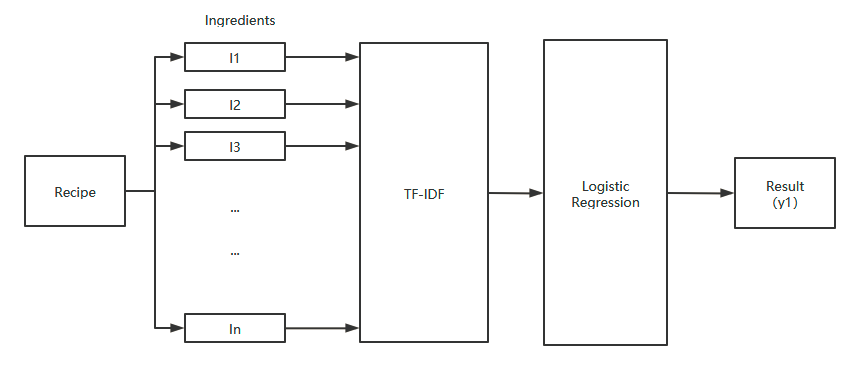 Ingredients
I1
I2
I3
Recipe
...
...
In
TF-IDF
Logistic
Regression
Result
（y1）